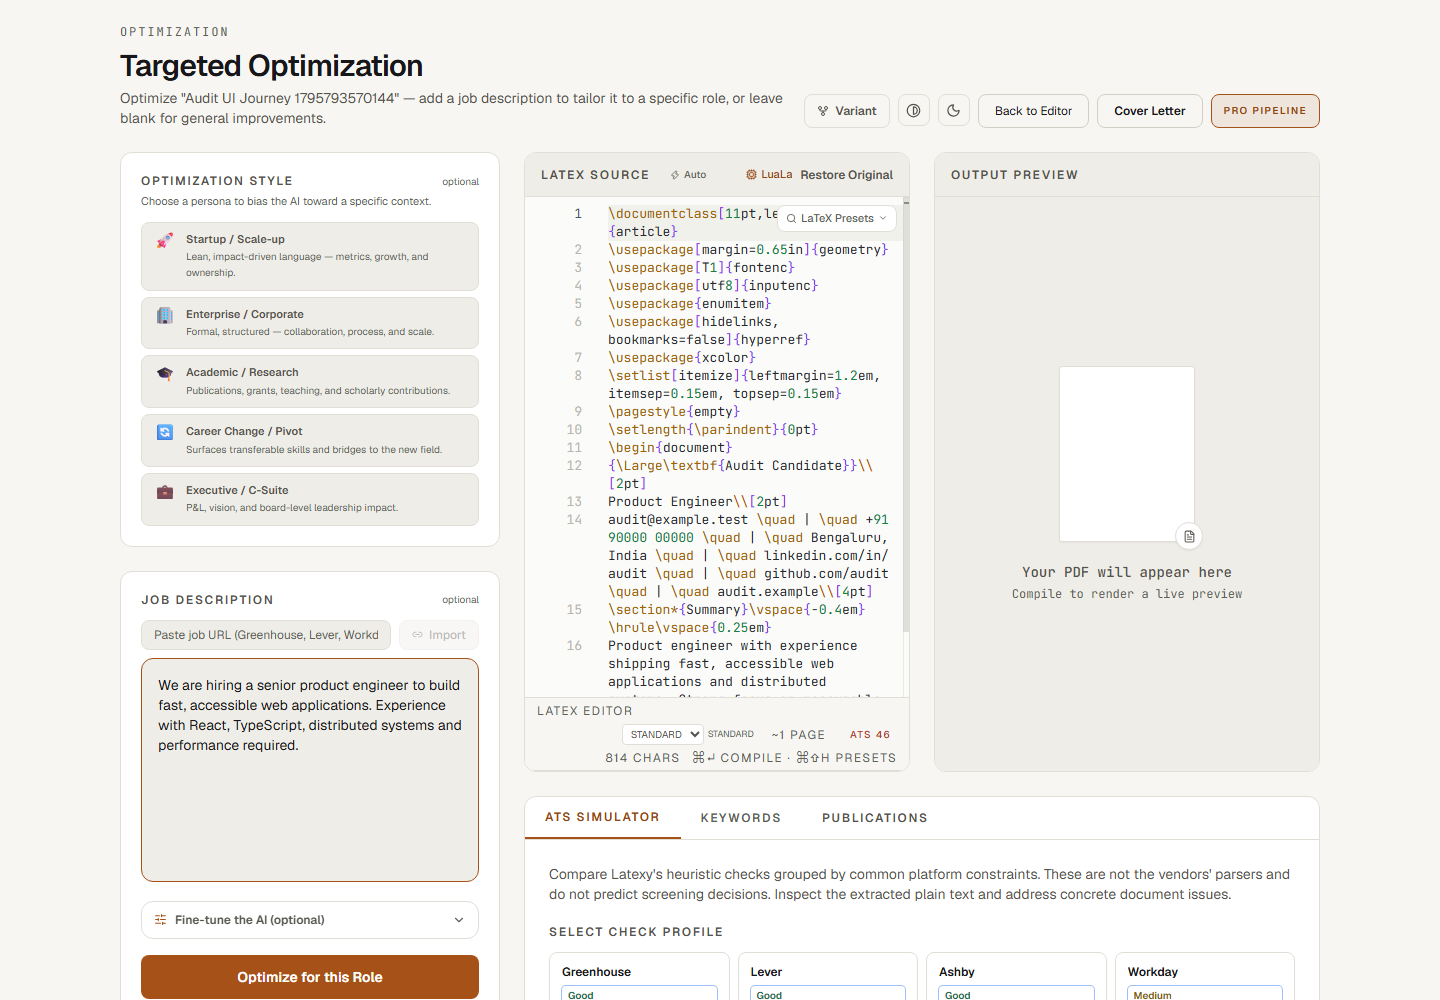 OPTIMIZATION
Targeted Optimization
Optimize "Audit UI Journey 1795793570144" — add a job description to tailor it to a specific role, or leave
blank for general improvements.
Variant
Back to Editor
Cover Letter
PRO PIPELINE
OPTIMIZATION STYLE
optional
Choose a persona to bias the AI toward a specific context.
Startup / Scale-up
Lean, impact-driven language — metrics, growth, and
ownership.
Enterprise / Corporate
Formal, structured — collaboration, process, and scale.
Academic / Research
Publications, grants, teaching, and scholarly contributions.
Career Change / Pivot
Surfaces transferable skills and bridges to the new field.
Executive / C-Suite
P&L, vision, and board-level leadership impact.
JOB DESCRIPTION
optional
Paste job URL (Greenhouse, Lever, Workd
Import
We are hiring a senior product engineer to build
fast, accessible web applications. Experience
with React, TypeScript, distributed systems and
performance required.
Fine-tune the AI (optional)
Optimize for this Role
LATEX SOURCE
Auto
LuaLa
Restore Original
LaTeX Presets
1 \documentclass[11pt,le
{article}
2 \usepackage[margin=0.65in]{geometry}
3 \usepackage[T1]{fontenc}
4 \usepackage[utf8]{inputenc}
5 \usepackage{enumitem}
6 \usepackage[hidelinks,
bookmarks=false]{hyperref}
7 \usepackage{xcolor}
8 \setlist[itemize]{leftmargin=1.2em,
itemsep=0.15em, topsep=0.15em}
9 \pagestyle{empty}
10 \setlength{\parindent}{0pt}
11 \begin{document}
12 {\Large\textbf{Audit Candidate}}\\
[2pt]
13 Product Engineer\\[2pt]
14 audit@example.test \quad | \quad +91
90000 00000 \quad | \quad Bengaluru,
India \quad | \quad linkedin.com/in/
audit \quad | \quad github.com/audit
\quad | \quad audit.example\\[4pt]
15 \section*{Summary}\vspace{-0.4em}
\hrule\vspace{0.25em}
16 Product engineer with experience
shipping fast, accessible web
applications and distributed
LATEX EDITOR
STANDARD
STANDARD
~1 PAGE
ATS 46
814 CHARS
⌘↵ COMPILE · ⌘⇧H PRESETS
OUTPUT PREVIEW
Your PDF will appear here
Compile to render a live preview
ATS SIMULATOR
KEYWORDS
PUBLICATIONS
Compare Latexy's heuristic checks grouped by common platform constraints. These are not the vendors' parsers and
do not predict screening decisions. Inspect the extracted plain text and address concrete document issues.
SELECT CHECK PROFILE
Greenhouse
Good
Lever
Good
Ashby
Good
Workday
Medium